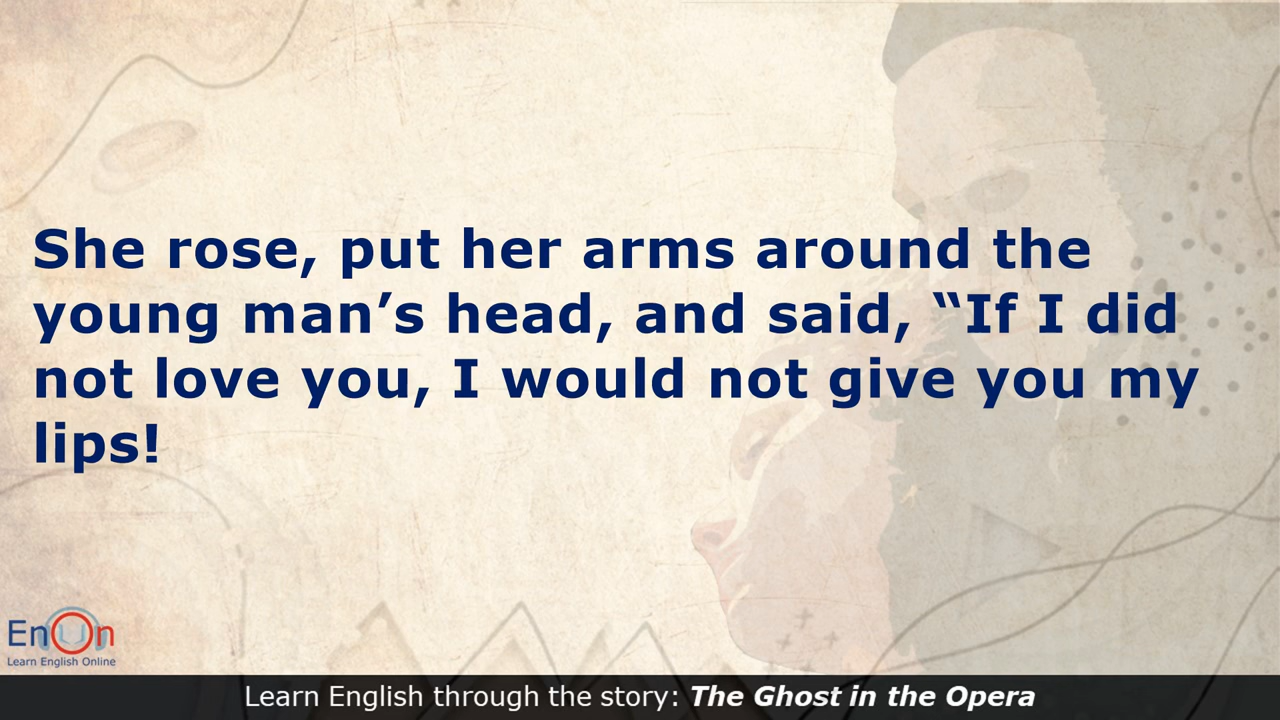 She rose, put her arms around the
young man’s head, and said, “If I did
not love you, I would not give you my
lips!
EnOn
Learn English Online
Learn English through the story: The Ghost in the Opera